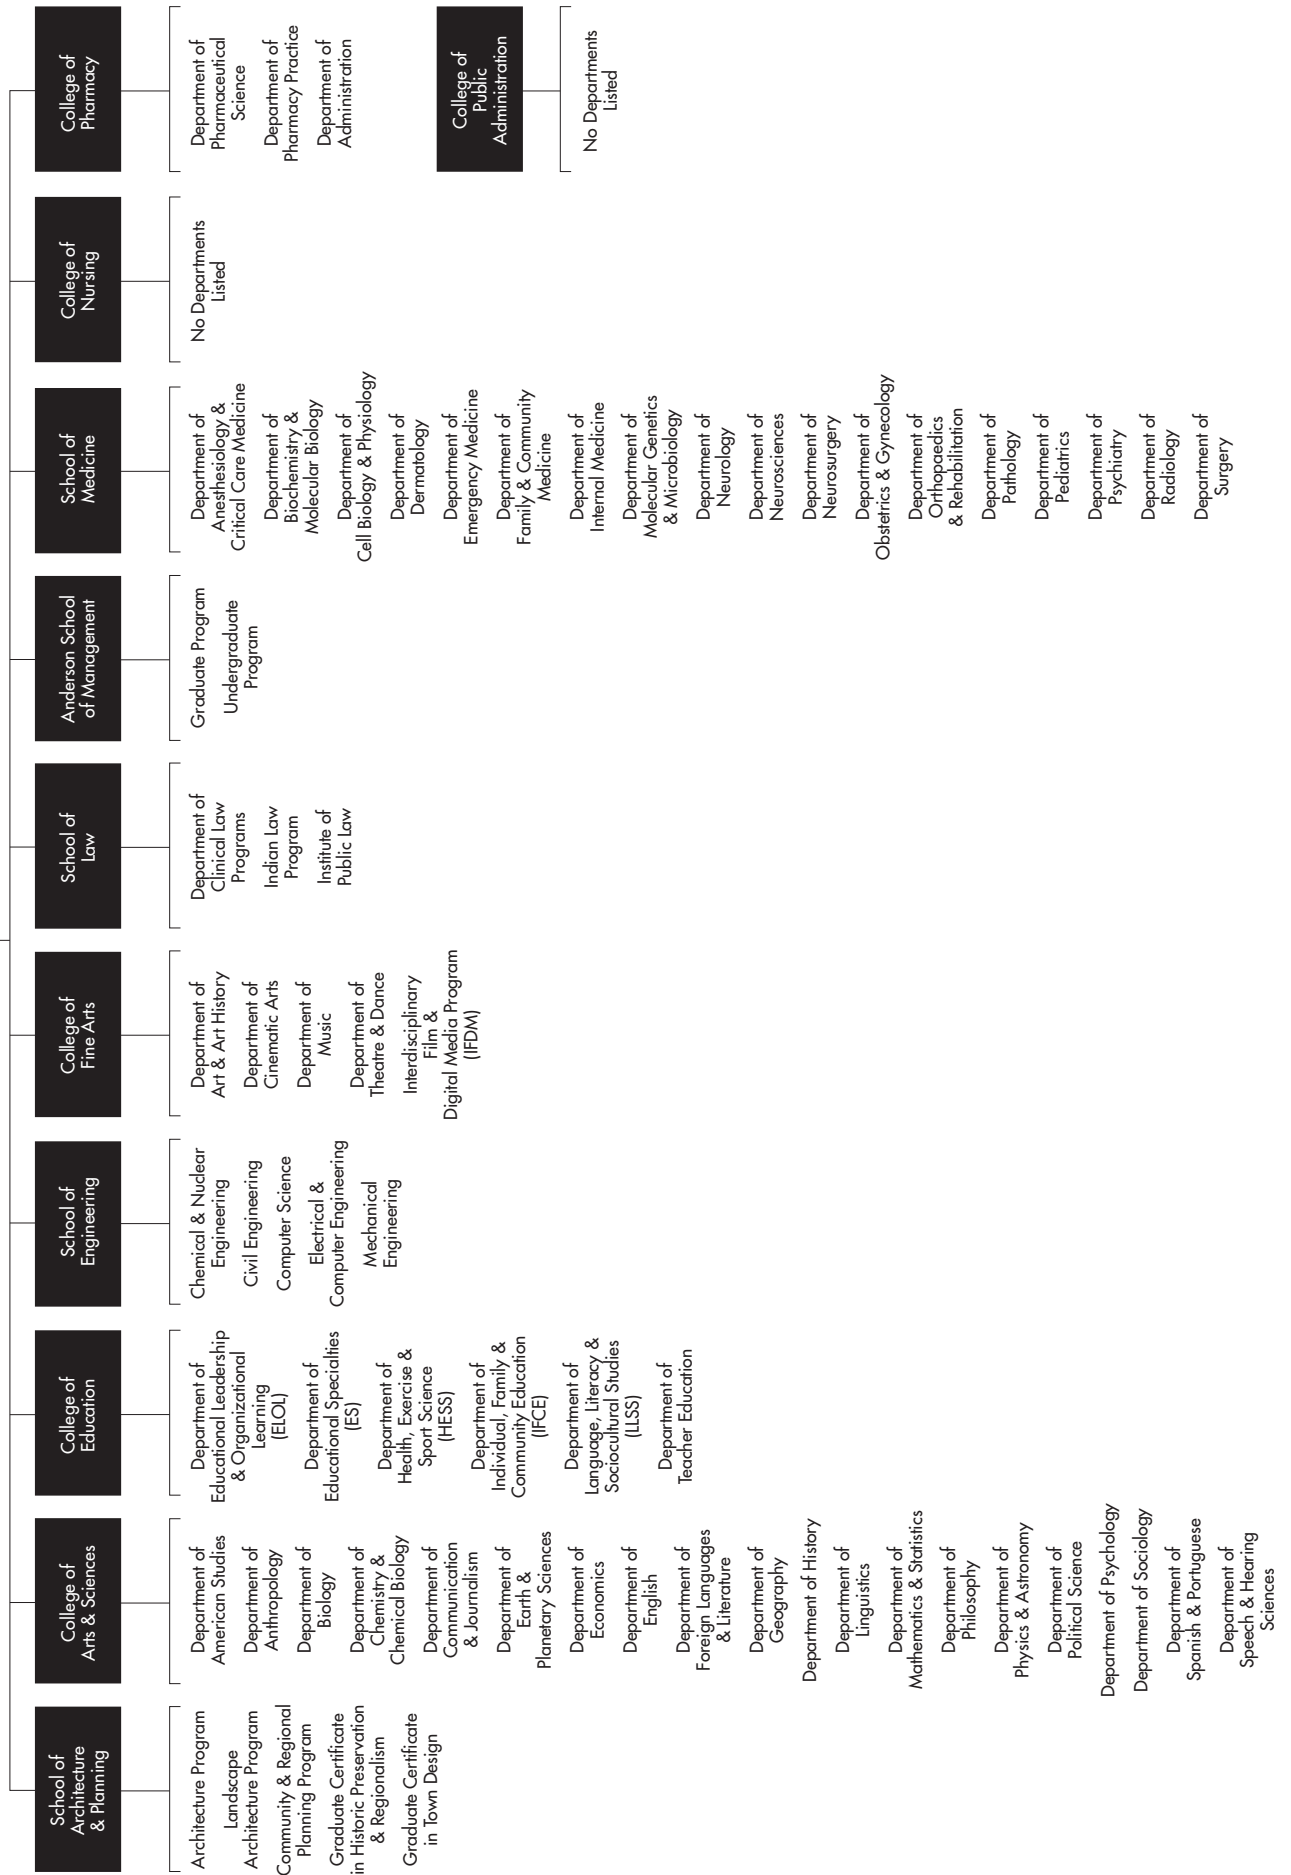 School of
Architecture
& Planning
Architecture Program
Landscape
Architecture Program
Community & Regional
Planning Program
Graduate Certificate
in Historic Preservation
& Regionalism
Graduate Certificate
in Town Design
College of
Arts & Sciences
Department of
American Studies
Department of
Anthropology
Department of
Biology
Department of
Chemistry &
Chemical Biology
Department of
Communication
& Journalism
Department of
Earth &
Planetary Sciences
Department of
Economics
Department of
English
Department of
Foreign Languages
& Literature
Department of
Geography
Department of History
Department of
Linguistics
Department of
Mathematics & Statistics
Department of
Philosophy
Department of
Physics & Astronomy
Department of
Political Science
Department of Psychology
Department of Sociology
Department of
Spanish & Portuguese
Department of
Speech & Hearing
Sciences
College of
Education
Department of
Educational Leadership
& Organizational
Learning
(ELOL)
Department of
Educational Specialties
(ES)
Department of
Health, Exercise &
Sport Science
(HESS)
Department of
Individual, Family &
Community Education
(IFCE)
Department of
Language, Literacy &
Sociocultural Studies
(LLSS)
Department of
Teacher Education
School of
Engineering
Chemical & Nuclear
Engineering
Civil Engineering
Computer Science
Electrical &
Computer Engineering
Mechanical
Engineering
College of
Fine Arts
Department of
Art & Art History
Department of
Cinematic Arts
Department of
Music
Department of
Theatre & Dance
Interdisciplinary
Film &
Digital Media Program
(IFDM)
School of
Law
Department of
Clinical Law
Programs
Indian Law
Program
Institute of
Public Law
Anderson School
of Management
Graduate Program
Undergraduate
Program
School of
Medicine
Department of
Anesthesiology &
Critical Care Medicine
Department of
Biochemistry &
Molecular Biology
Department of
Cell Biology & Physiology
Department of
Dermatology
Department of
Emergency Medicine
Department of
Family & Community
Medicine
Department of
Internal Medicine
Department of
Molecular Genetics
& Microbiology
Department of
Neurology
Department of
Neurosciences
Department of
Neurosurgery
Department of
Obstetrics & Gynecology
Department of
Orthopaedics
& Rehabilitation
Department of
Pathology
Department of
Pediatrics
Department of
Psychiatry
Department of
Radiology
Department of
Surgery
College of
Nursing
No Departments
Listed
College of
Pharmacy
Department of
Pharmaceutical
Science
Department of
Pharmacy Practice
Department of
Administration
College of
Public
Administration
No Departments
Listed